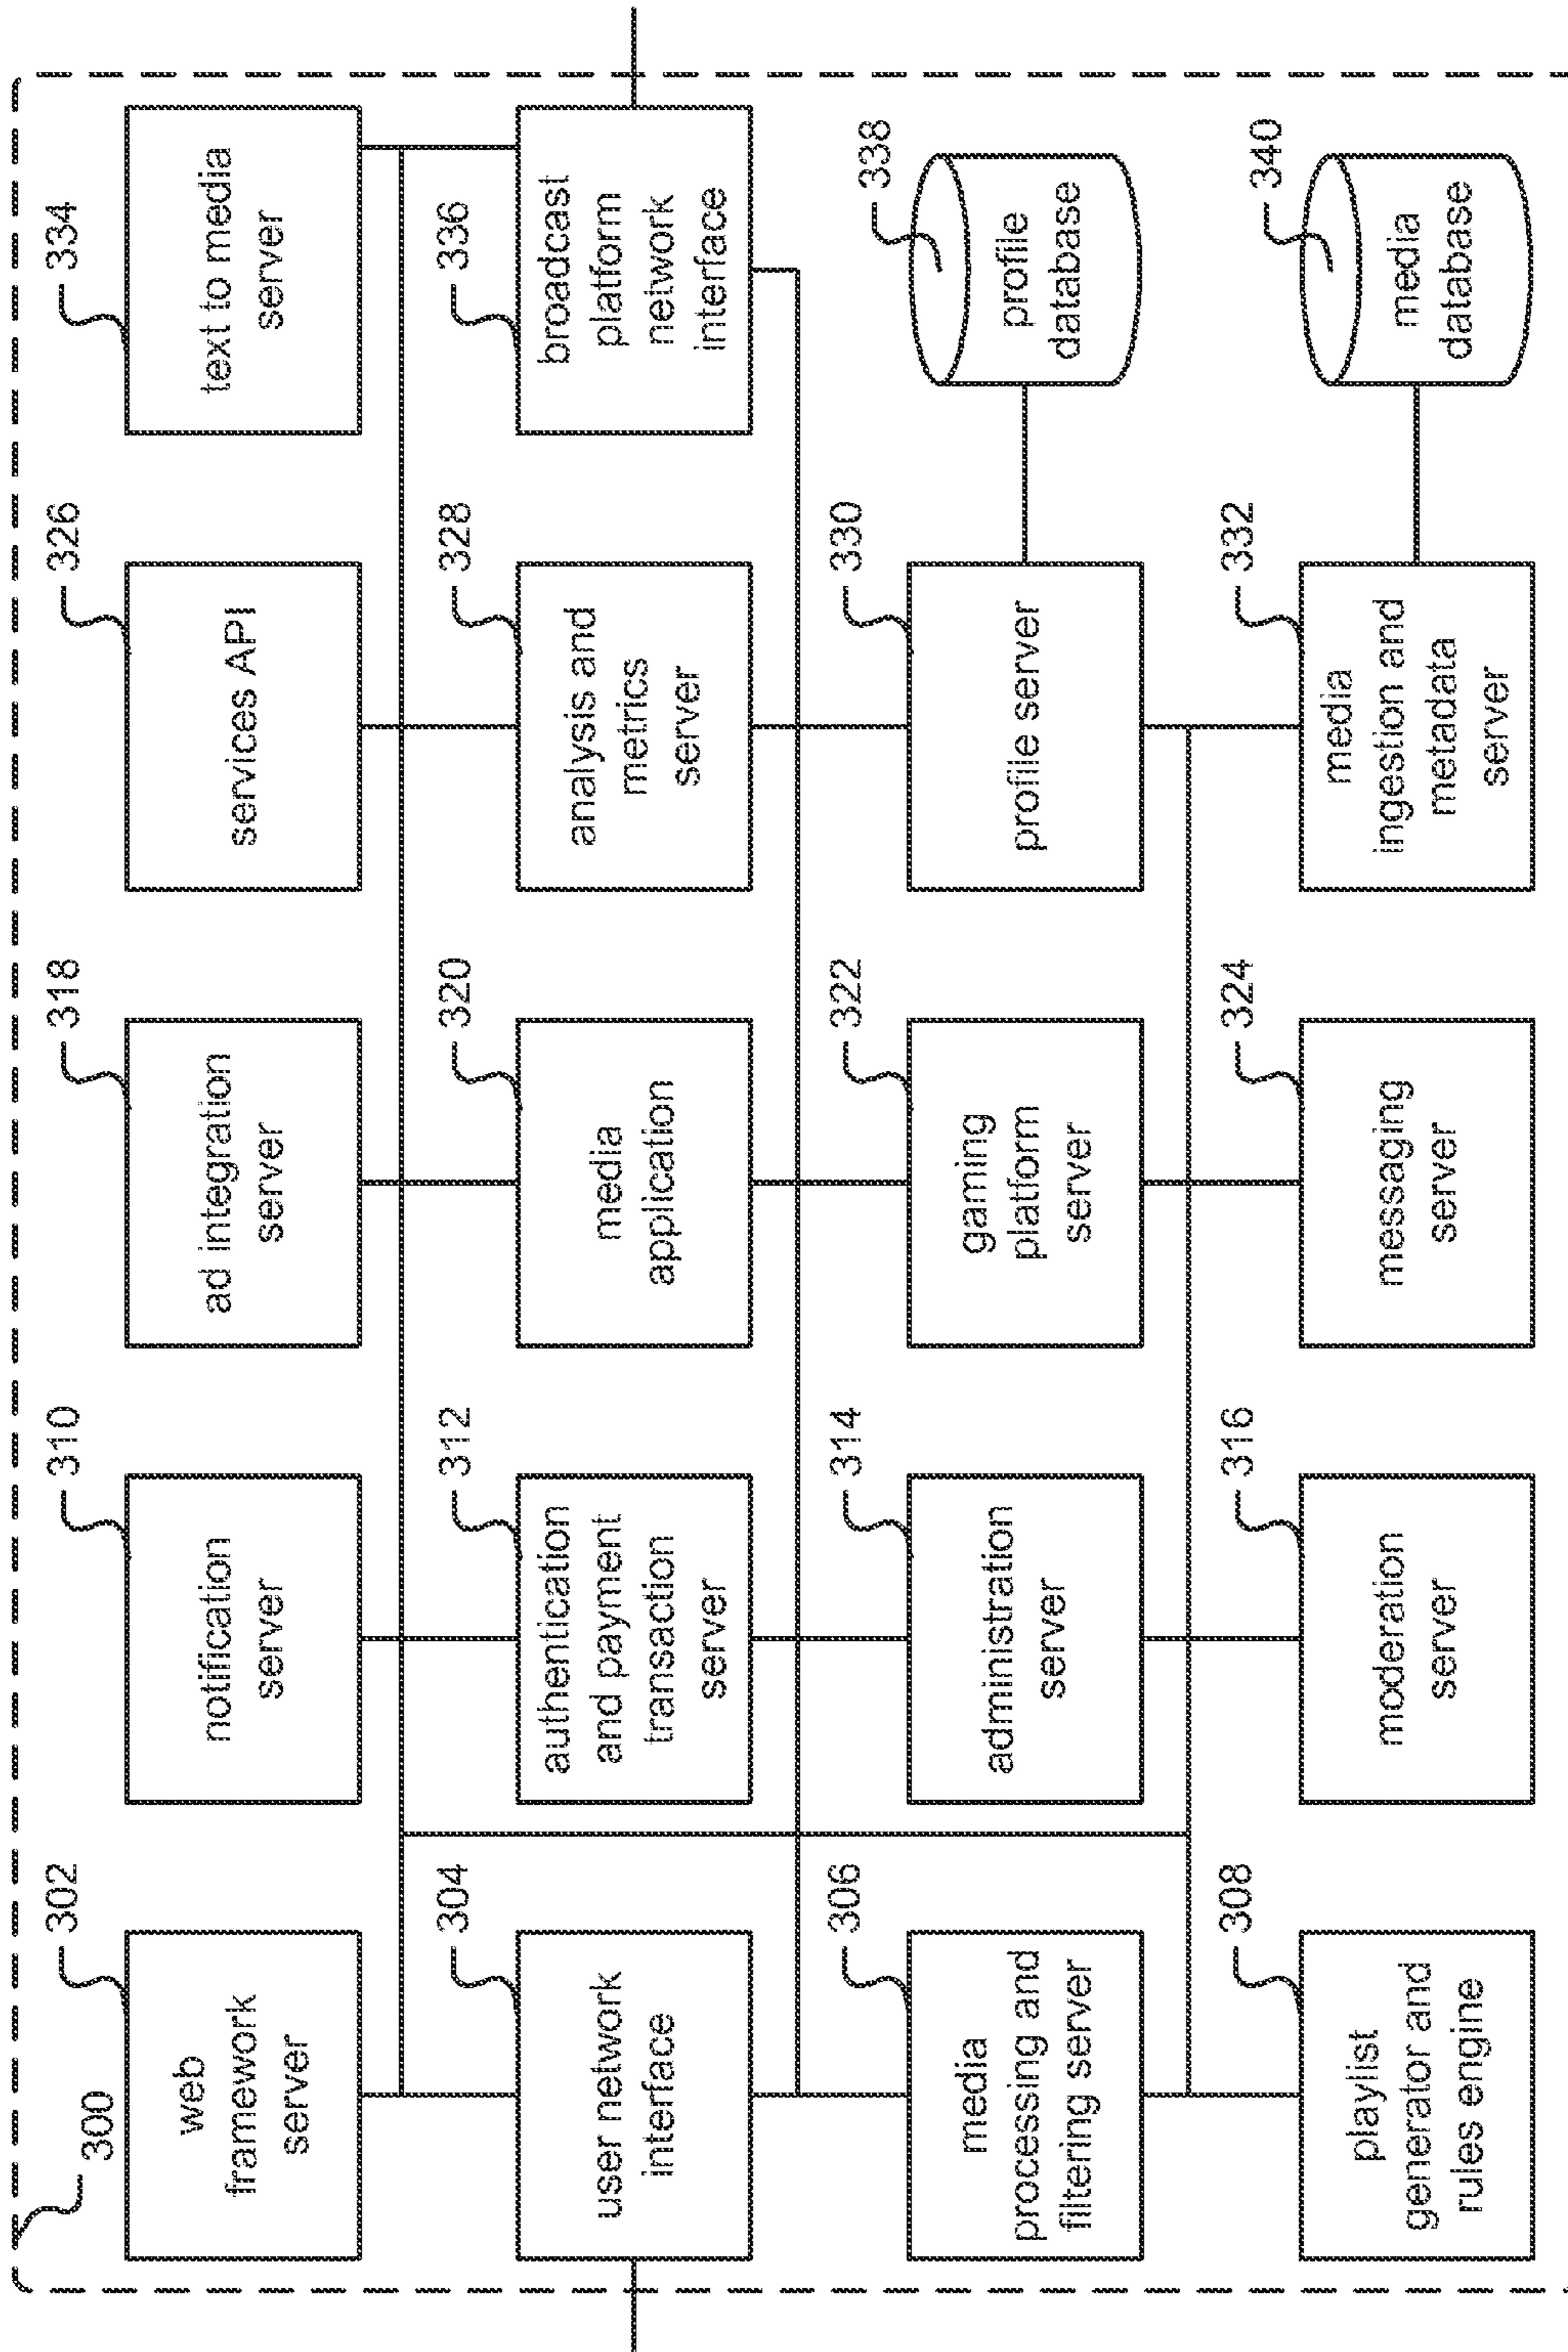 300
302
web
framework
server
310
notification
server
318
ad integration
server
326
services API
334
text to media
server
304
user network
interface
312
authentication
and payment
transaction
server
320
media
application
328
analysis and
metrics
server
336
broadcast
platform
network
interface
306
media
processing and
filtering server
314
administration
server
322
gaming
platform
server
330
profile server
338
profile
database
308
playlist
generator and
rules engine
316
moderation
server
324
messaging
server
332
media
ingestion and
metadata
server
340
media
database